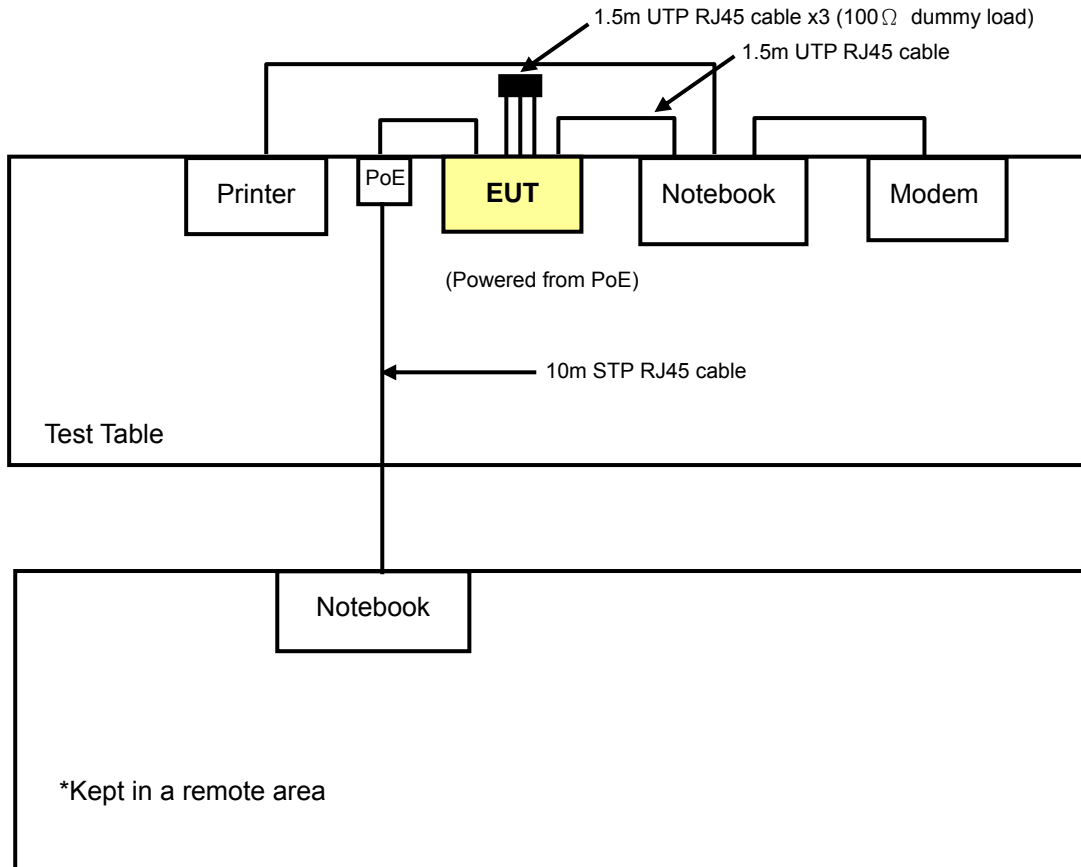 1.5m UTP RJ45 cable x3 (100Ω dummy load)
1.5m UTP RJ45 cable
Printer
PoE
EUT
Notebook
Modem
(Powered from PoE)
10m STP RJ45 cable
Test Table
Notebook
*Kept in a remote area